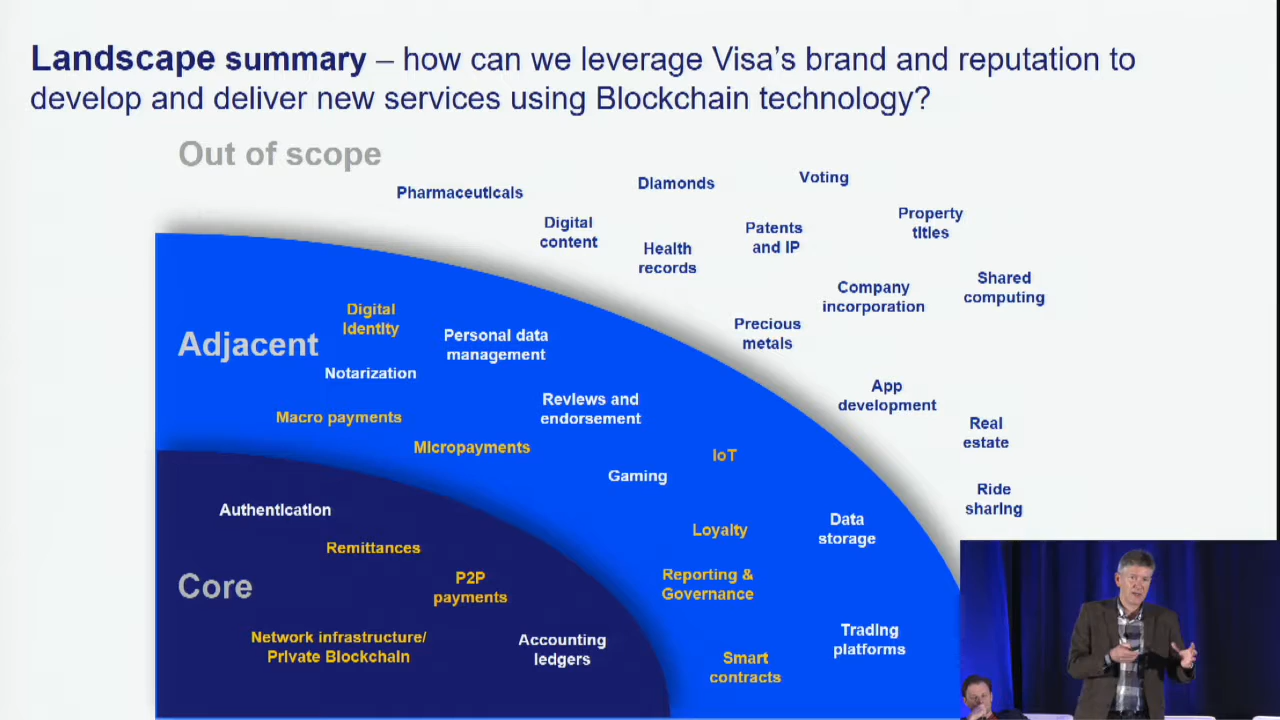 Landscape summary – how can we leverage Visa's brand and reputation to
develop and deliver new services using Blockchain technology?
Out of scope
Pharmaceuticals
Diamonds
Voting
Digital
content
Health
records
Patents
and IP
Property
titles
Company
incorporation
Shared
computing
Precious
metals
App
development
Real
estate
Ride
sharing
Adjacent
Digital
identity
Personal data
management
Notarization
Reviews and
endorsement
Macro payments
Micropayments
IoT
Gaming
Loyalty
Data
storage
Reporting &
Governance
Trading
platforms
Smart
contracts
Core
Authentication
Remittances
P2P
payments
Network infrastructure/
Private Blockchain
Accounting
ledgers